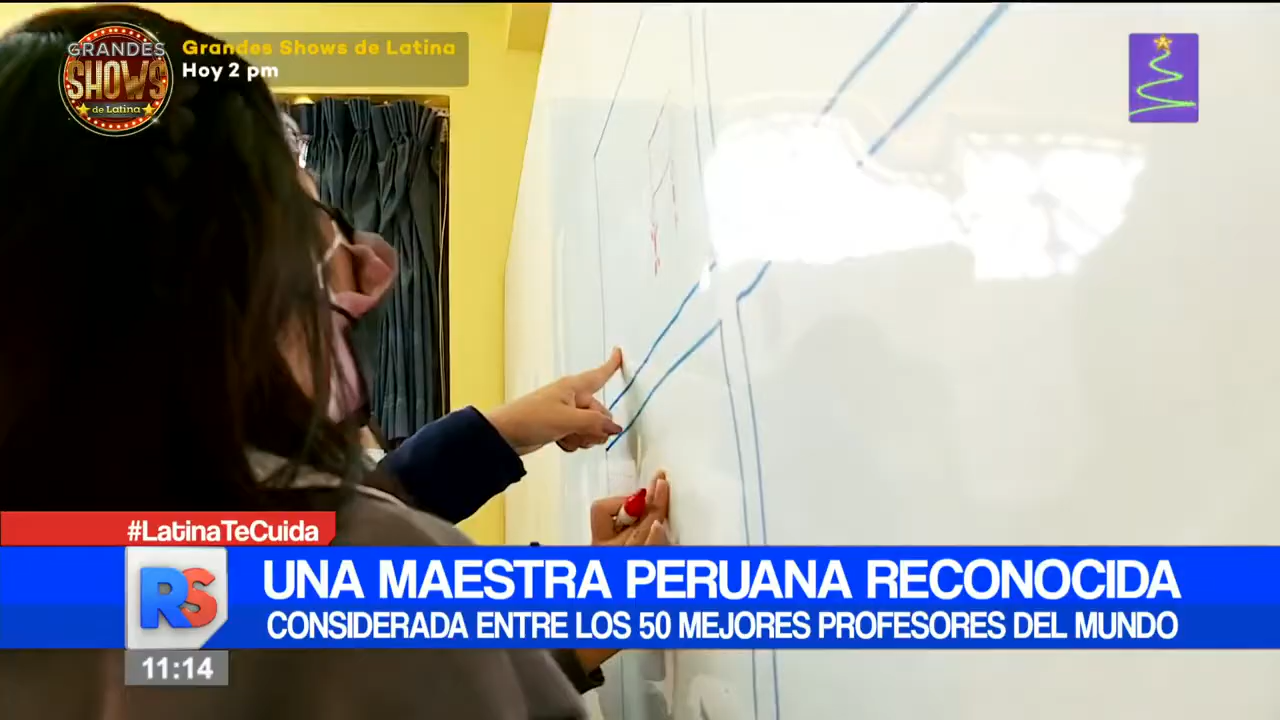 GRANDES
SHOWS
de Latina
Grandes Shows de Latina
Hoy 2 pm
#LatinaTeCuida
RS
UNA MAESTRA PERUANA RECONOCIDA
CONSIDERADA ENTRE LOS 50 MEJORES PROFESORES DEL MUNDO
11:14